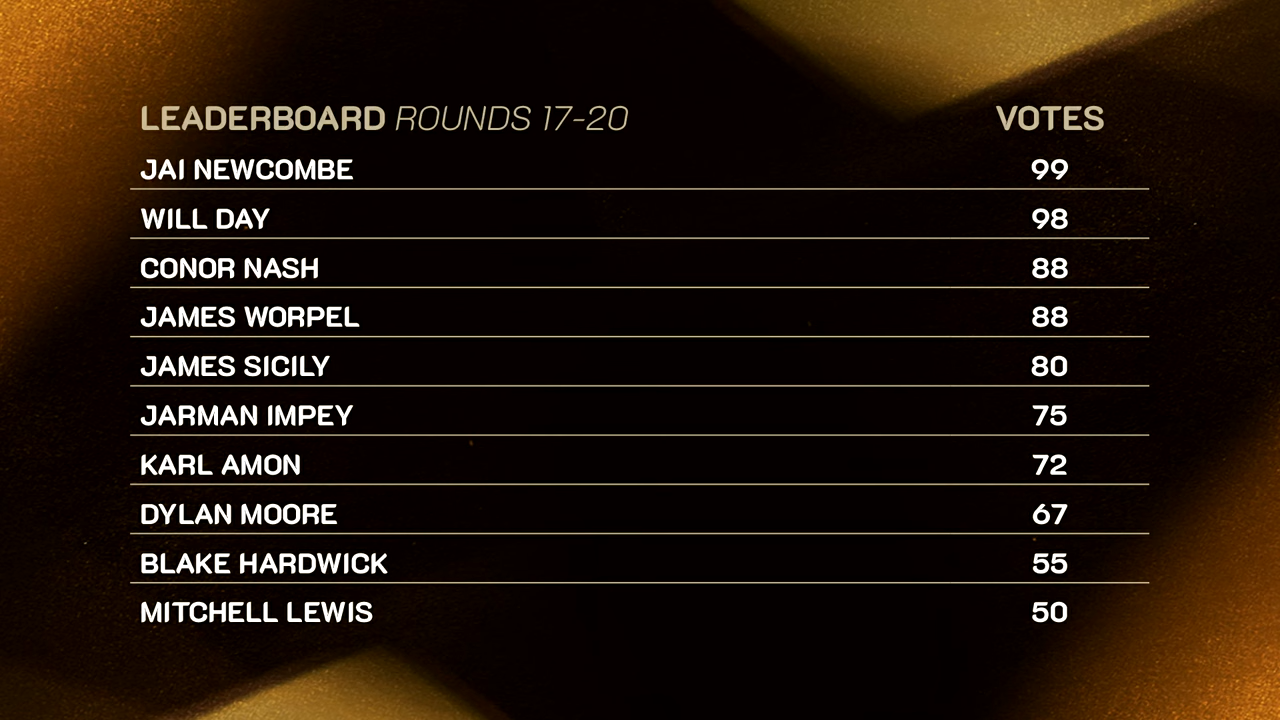 LEADERBOARD ROUNDS 17-20 VOTES
JAI NEWCOMBE 99
WILL DAY 98
CONOR NASH 88
JAMES WORPEL 88
JAMES SICILY 80
JARMAN IMPEY 75
KARL AMON 72
DYLAN MOORE 67
BLAKE HARDWICK 55
MITCHELL LEWIS 50